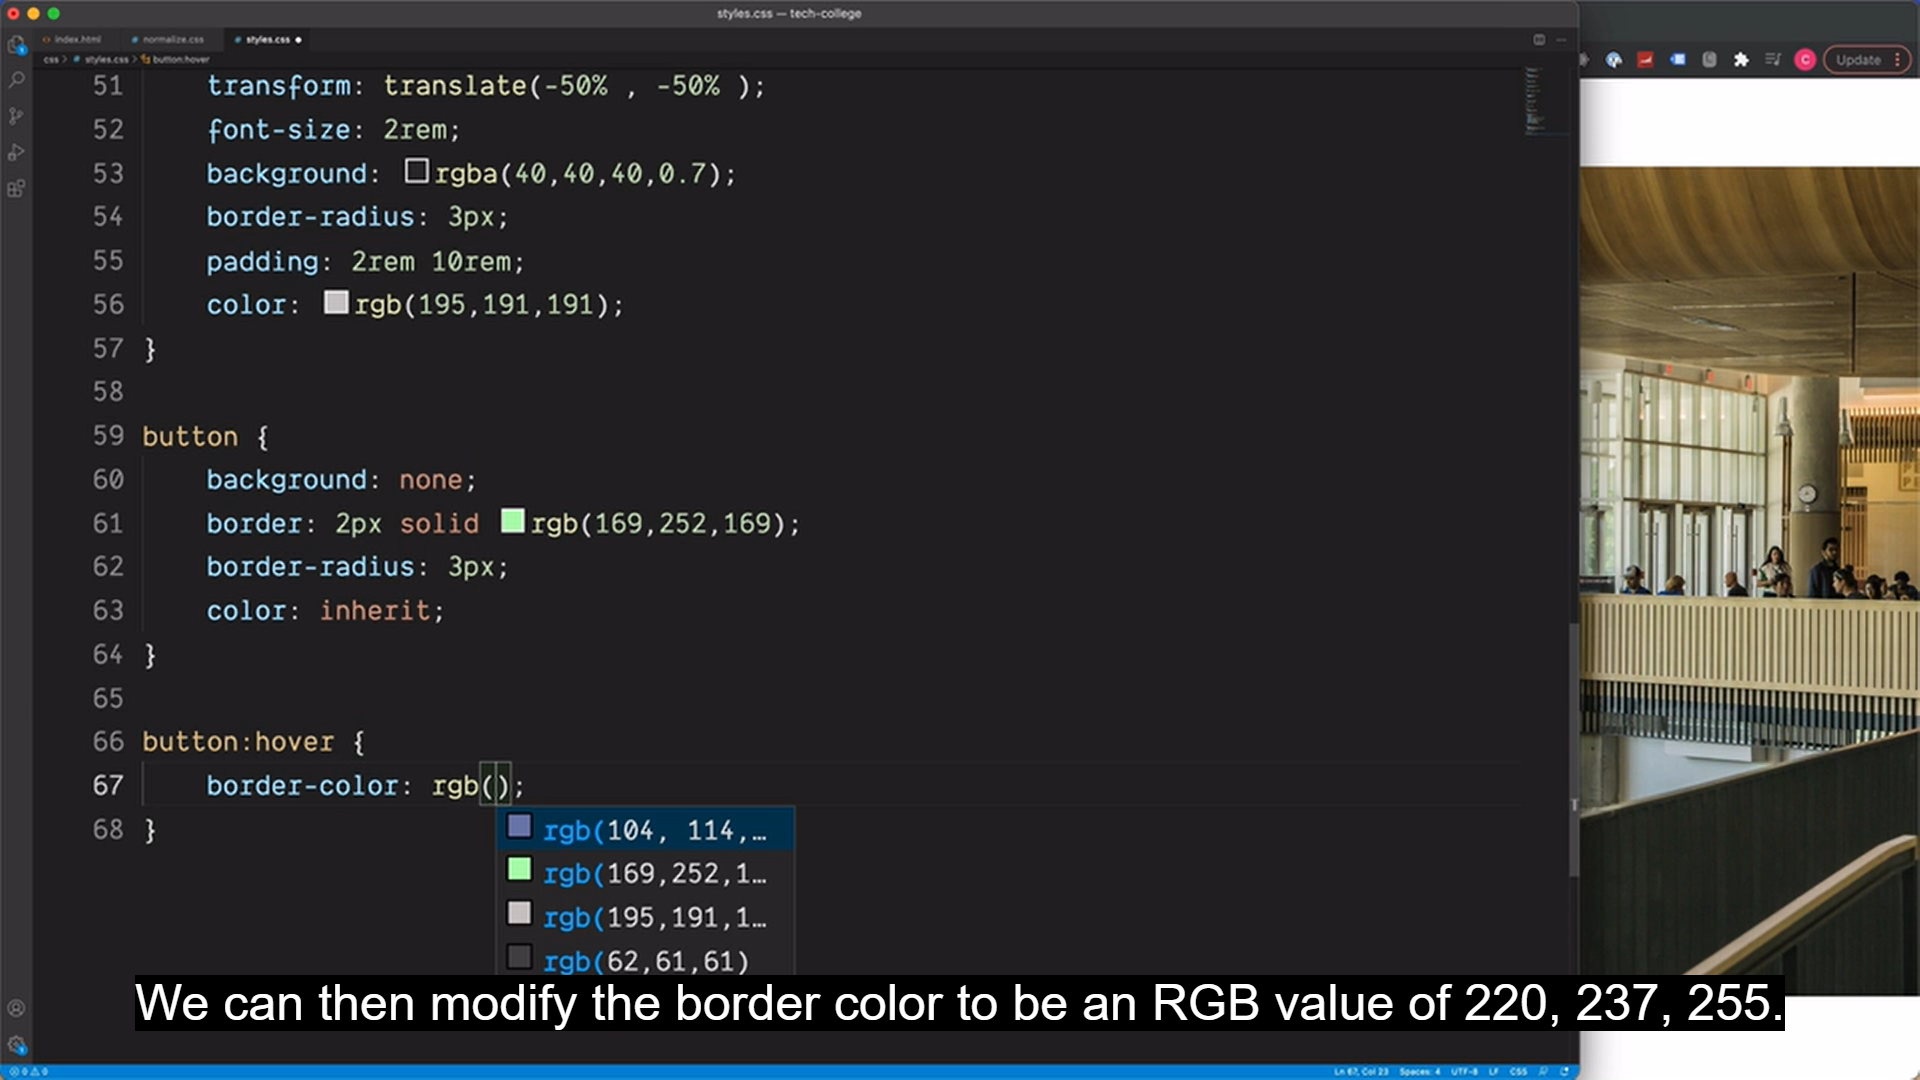 styles.css — tech-college
index.html normalize.css styles.css
css > # styles.css > button:hover
Update
51 transform: translate(-50% , -50% );
52 font-size: 2rem;
53 background: rgba(40,40,40,0.7);
54 border-radius: 3px;
55 padding: 2rem 10rem;
56 color: rgb(195,191,191);
57 }
58
59 button {
60 background: none;
61 border: 2px solid rgb(169,252,169);
62 border-radius: 3px;
63 color: inherit;
64 }
65
66 button:hover {
67 border-color: rgb();
68 }
rgb(104, 114,…
rgb(169,252,1…
rgb(195,191,1…
rgb(62,61,61)
We can then modify the border color to be an RGB value of 220, 237, 255.
0 0 Ln 67, Col 23 Spaces: 4 UTF-8 LF CSS